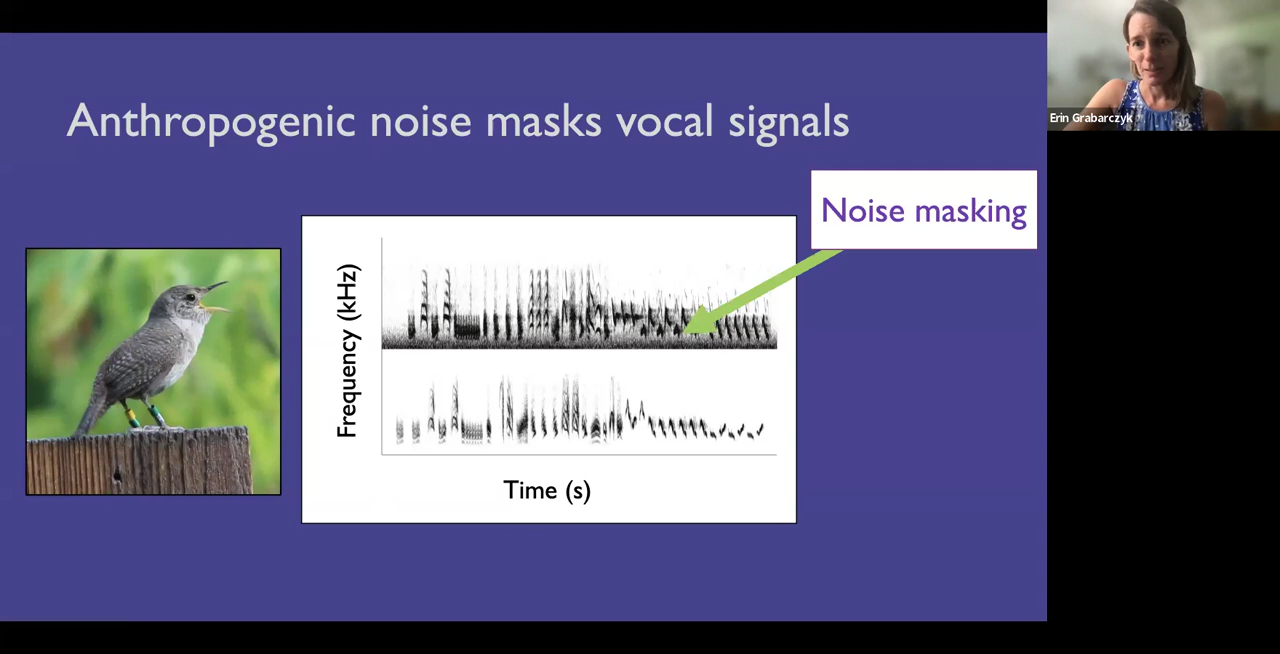 Anthropogenic noise masks vocal signals
Noise masking
Frequency (kHz)
Time (s)
Erin Grabarczyk